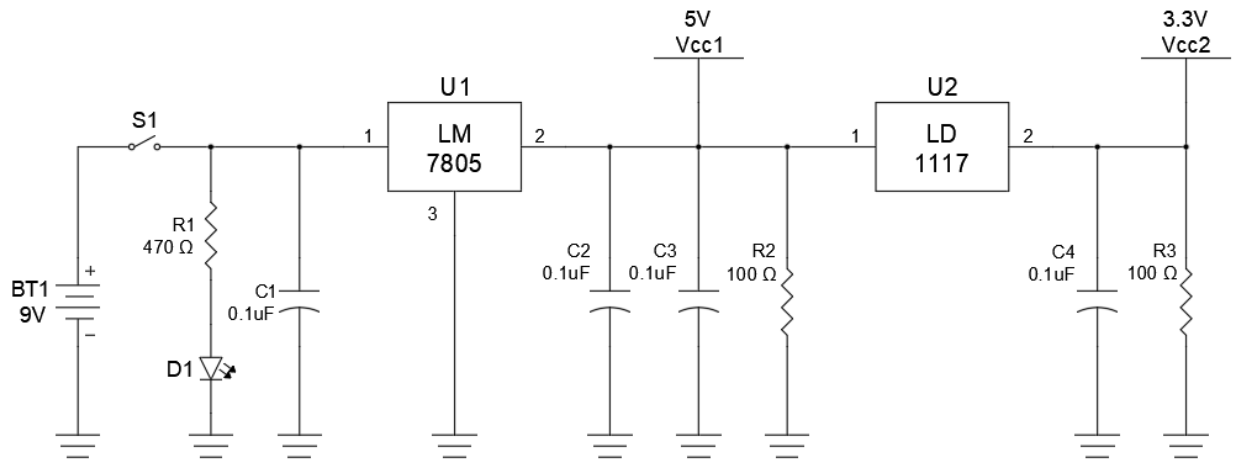 5V
Vcc1
3.3V
Vcc2
U1
U2
S1
1
LM
7805
2
1
LD
1117
2
3
R1
470 Ω
C2
0.1uF
C3
0.1uF
R2
100 Ω
C4
0.1uF
R3
100 Ω
+
BT1
9V
−
C1
0.1uF
D1